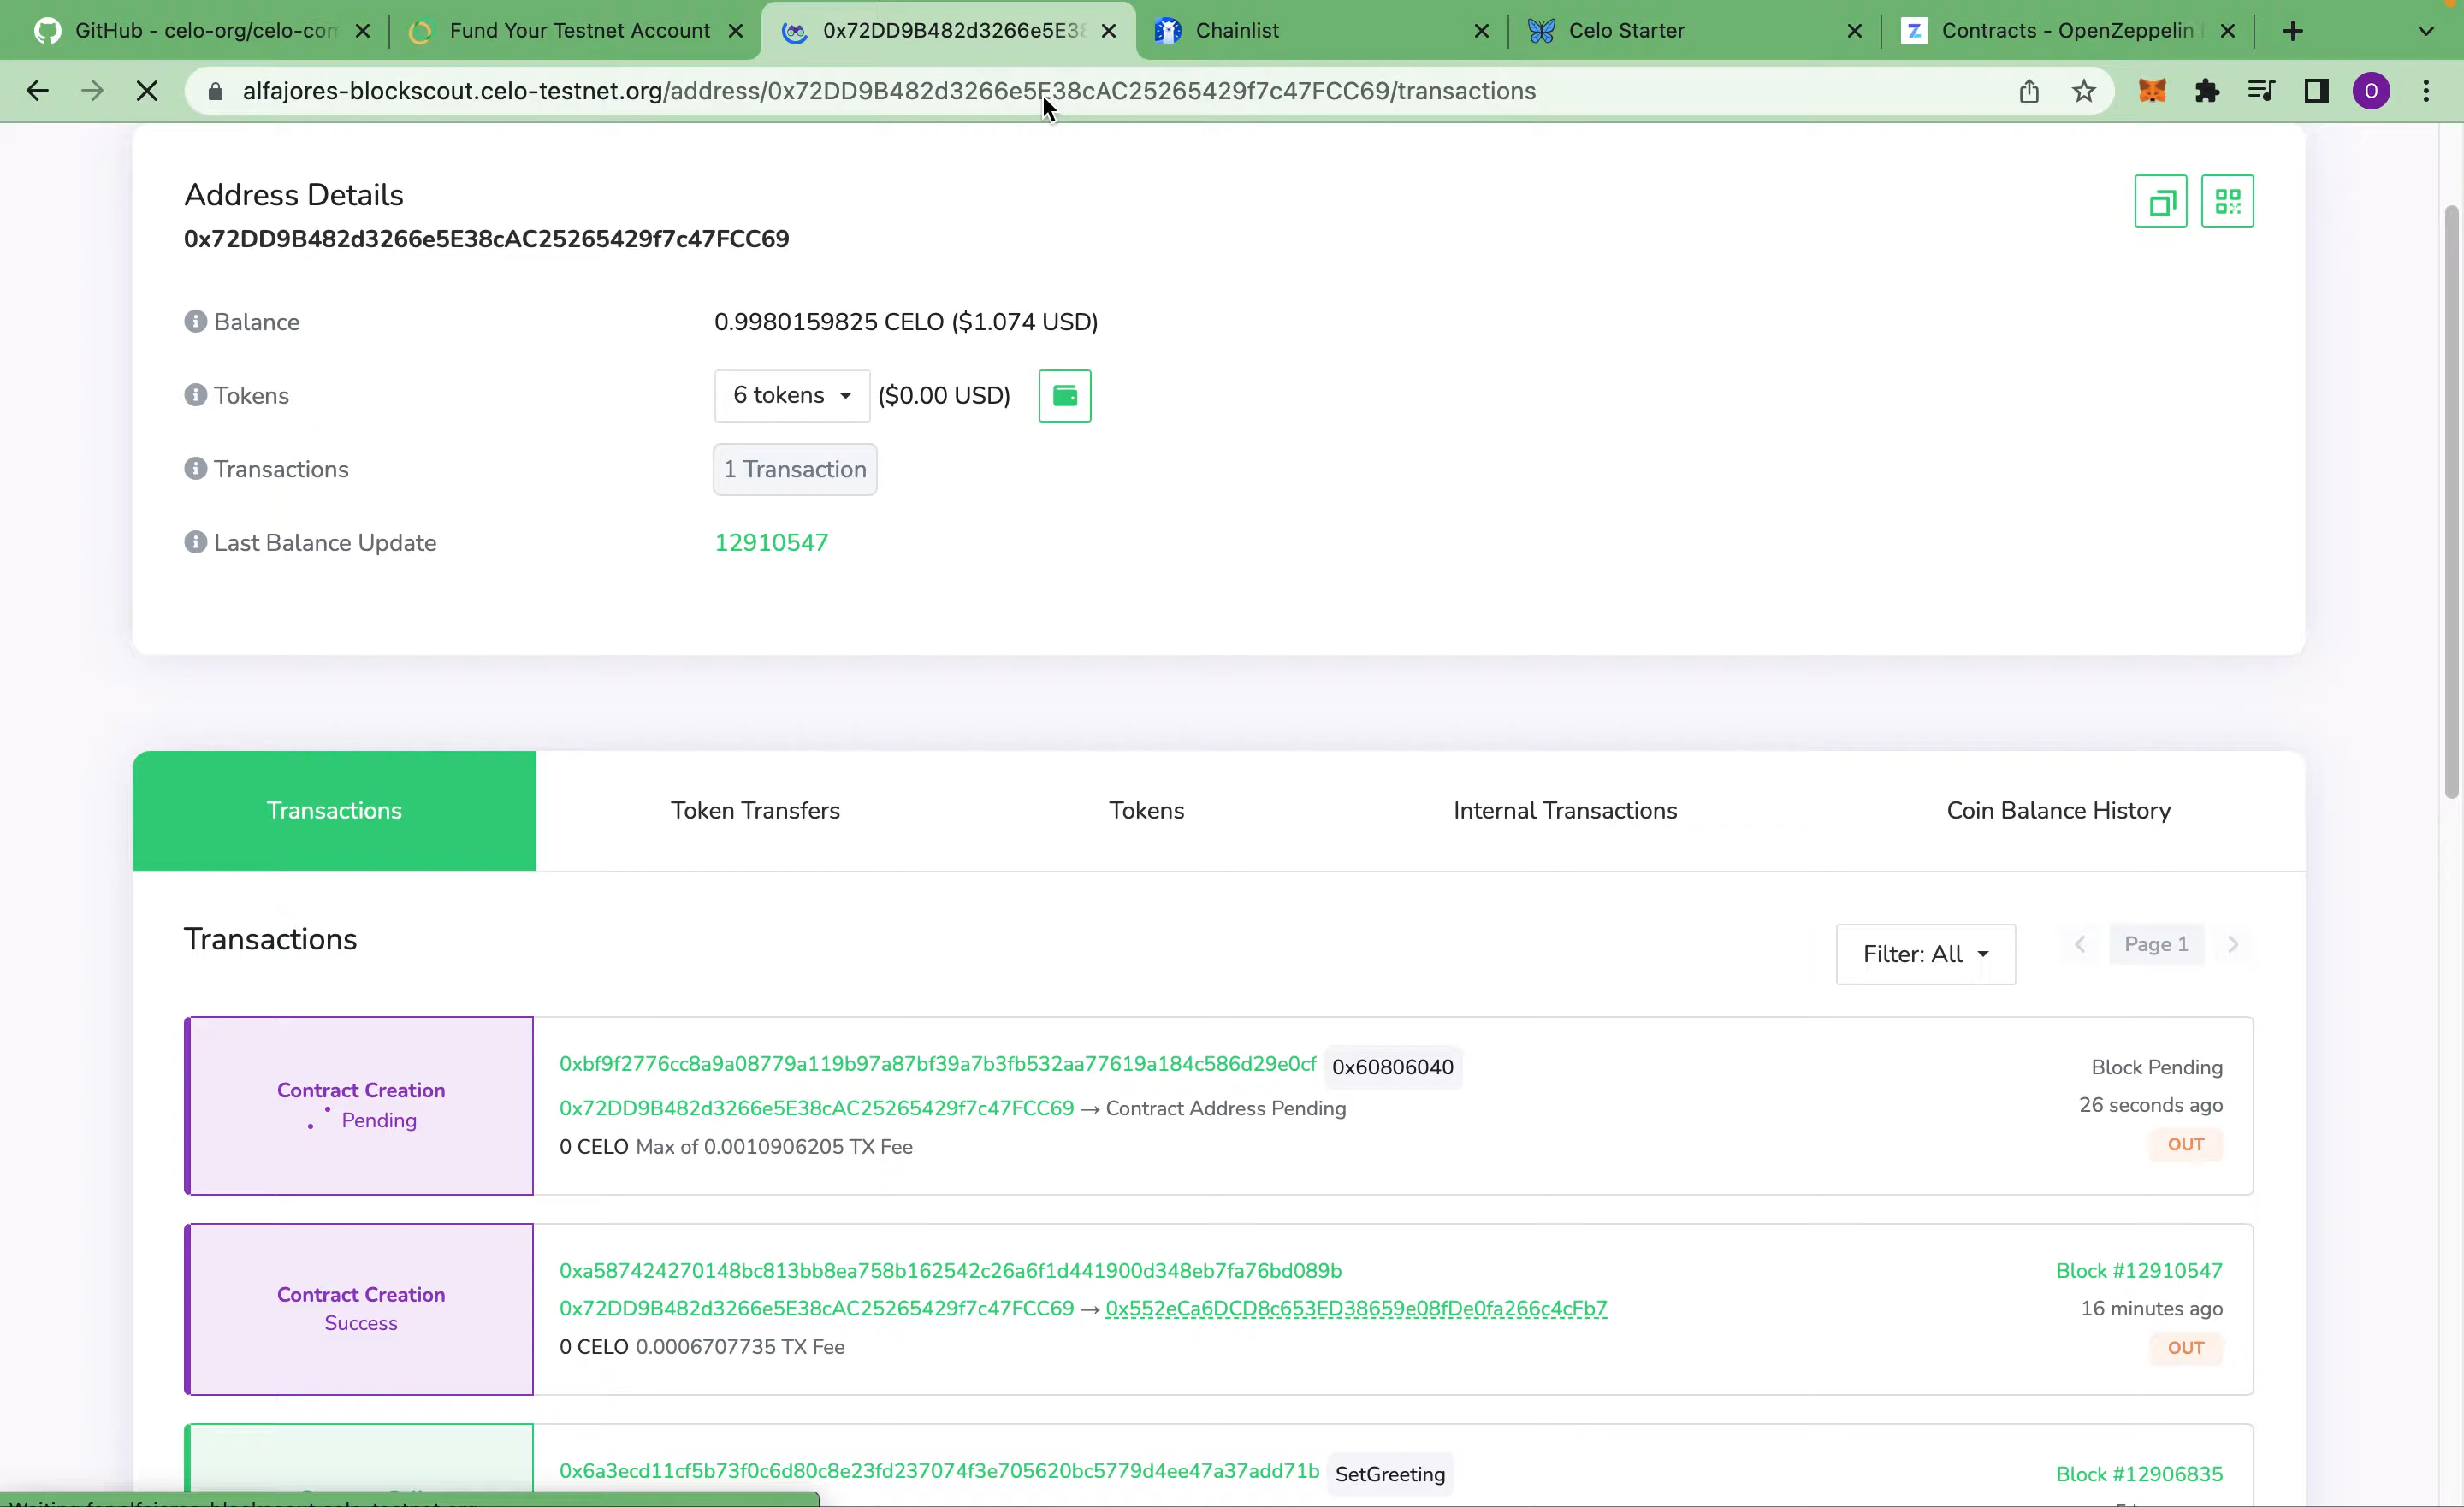 GitHub - celo-org/celo-con
Fund Your Testnet Account
0x72DD9B482d3266e5E38
Chainlist
Celo Starter
Contracts - OpenZeppelin
alfajores-blockscout.celo-testnet.org/address/0x72DD9B482d3266e5E38cAC25265429f7c47FCC69/transactions
O
Address Details
0x72DD9B482d3266e5E38cAC25265429f7c47FCC69
Balance
0.9980159825 CELO ($1.074 USD)
Tokens
6 tokens ($0.00 USD)
Transactions
1 Transaction
Last Balance Update
12910547
Transactions
Token Transfers
Tokens
Internal Transactions
Coin Balance History
Transactions
Filter: All
Page 1
Contract Creation
Pending
0xbf9f2776cc8a9a08779a119b97a87bf39a7b3fb532aa77619a184c586d29e0cf 0x60806040
0x72DD9B482d3266e5E38cAC25265429f7c47FCC69 → Contract Address Pending
0 CELO Max of 0.0010906205 TX Fee
Block Pending
26 seconds ago
OUT
Contract Creation
Success
0xa587424270148bc813bb8ea758b162542c26a6f1d441900d348eb7fa76bd089b
0x72DD9B482d3266e5E38cAC25265429f7c47FCC69 → 0x552eCa6DCD8c653ED38659e08fDe0fa266c4cFb7
0 CELO 0.0006707735 TX Fee
Block #12910547
16 minutes ago
OUT
0x6a3ecd11cf5b73f0c6d80c8e23fd237074f3e705620bc5779d4ee47a37add71b SetGreeting
Block #12906835